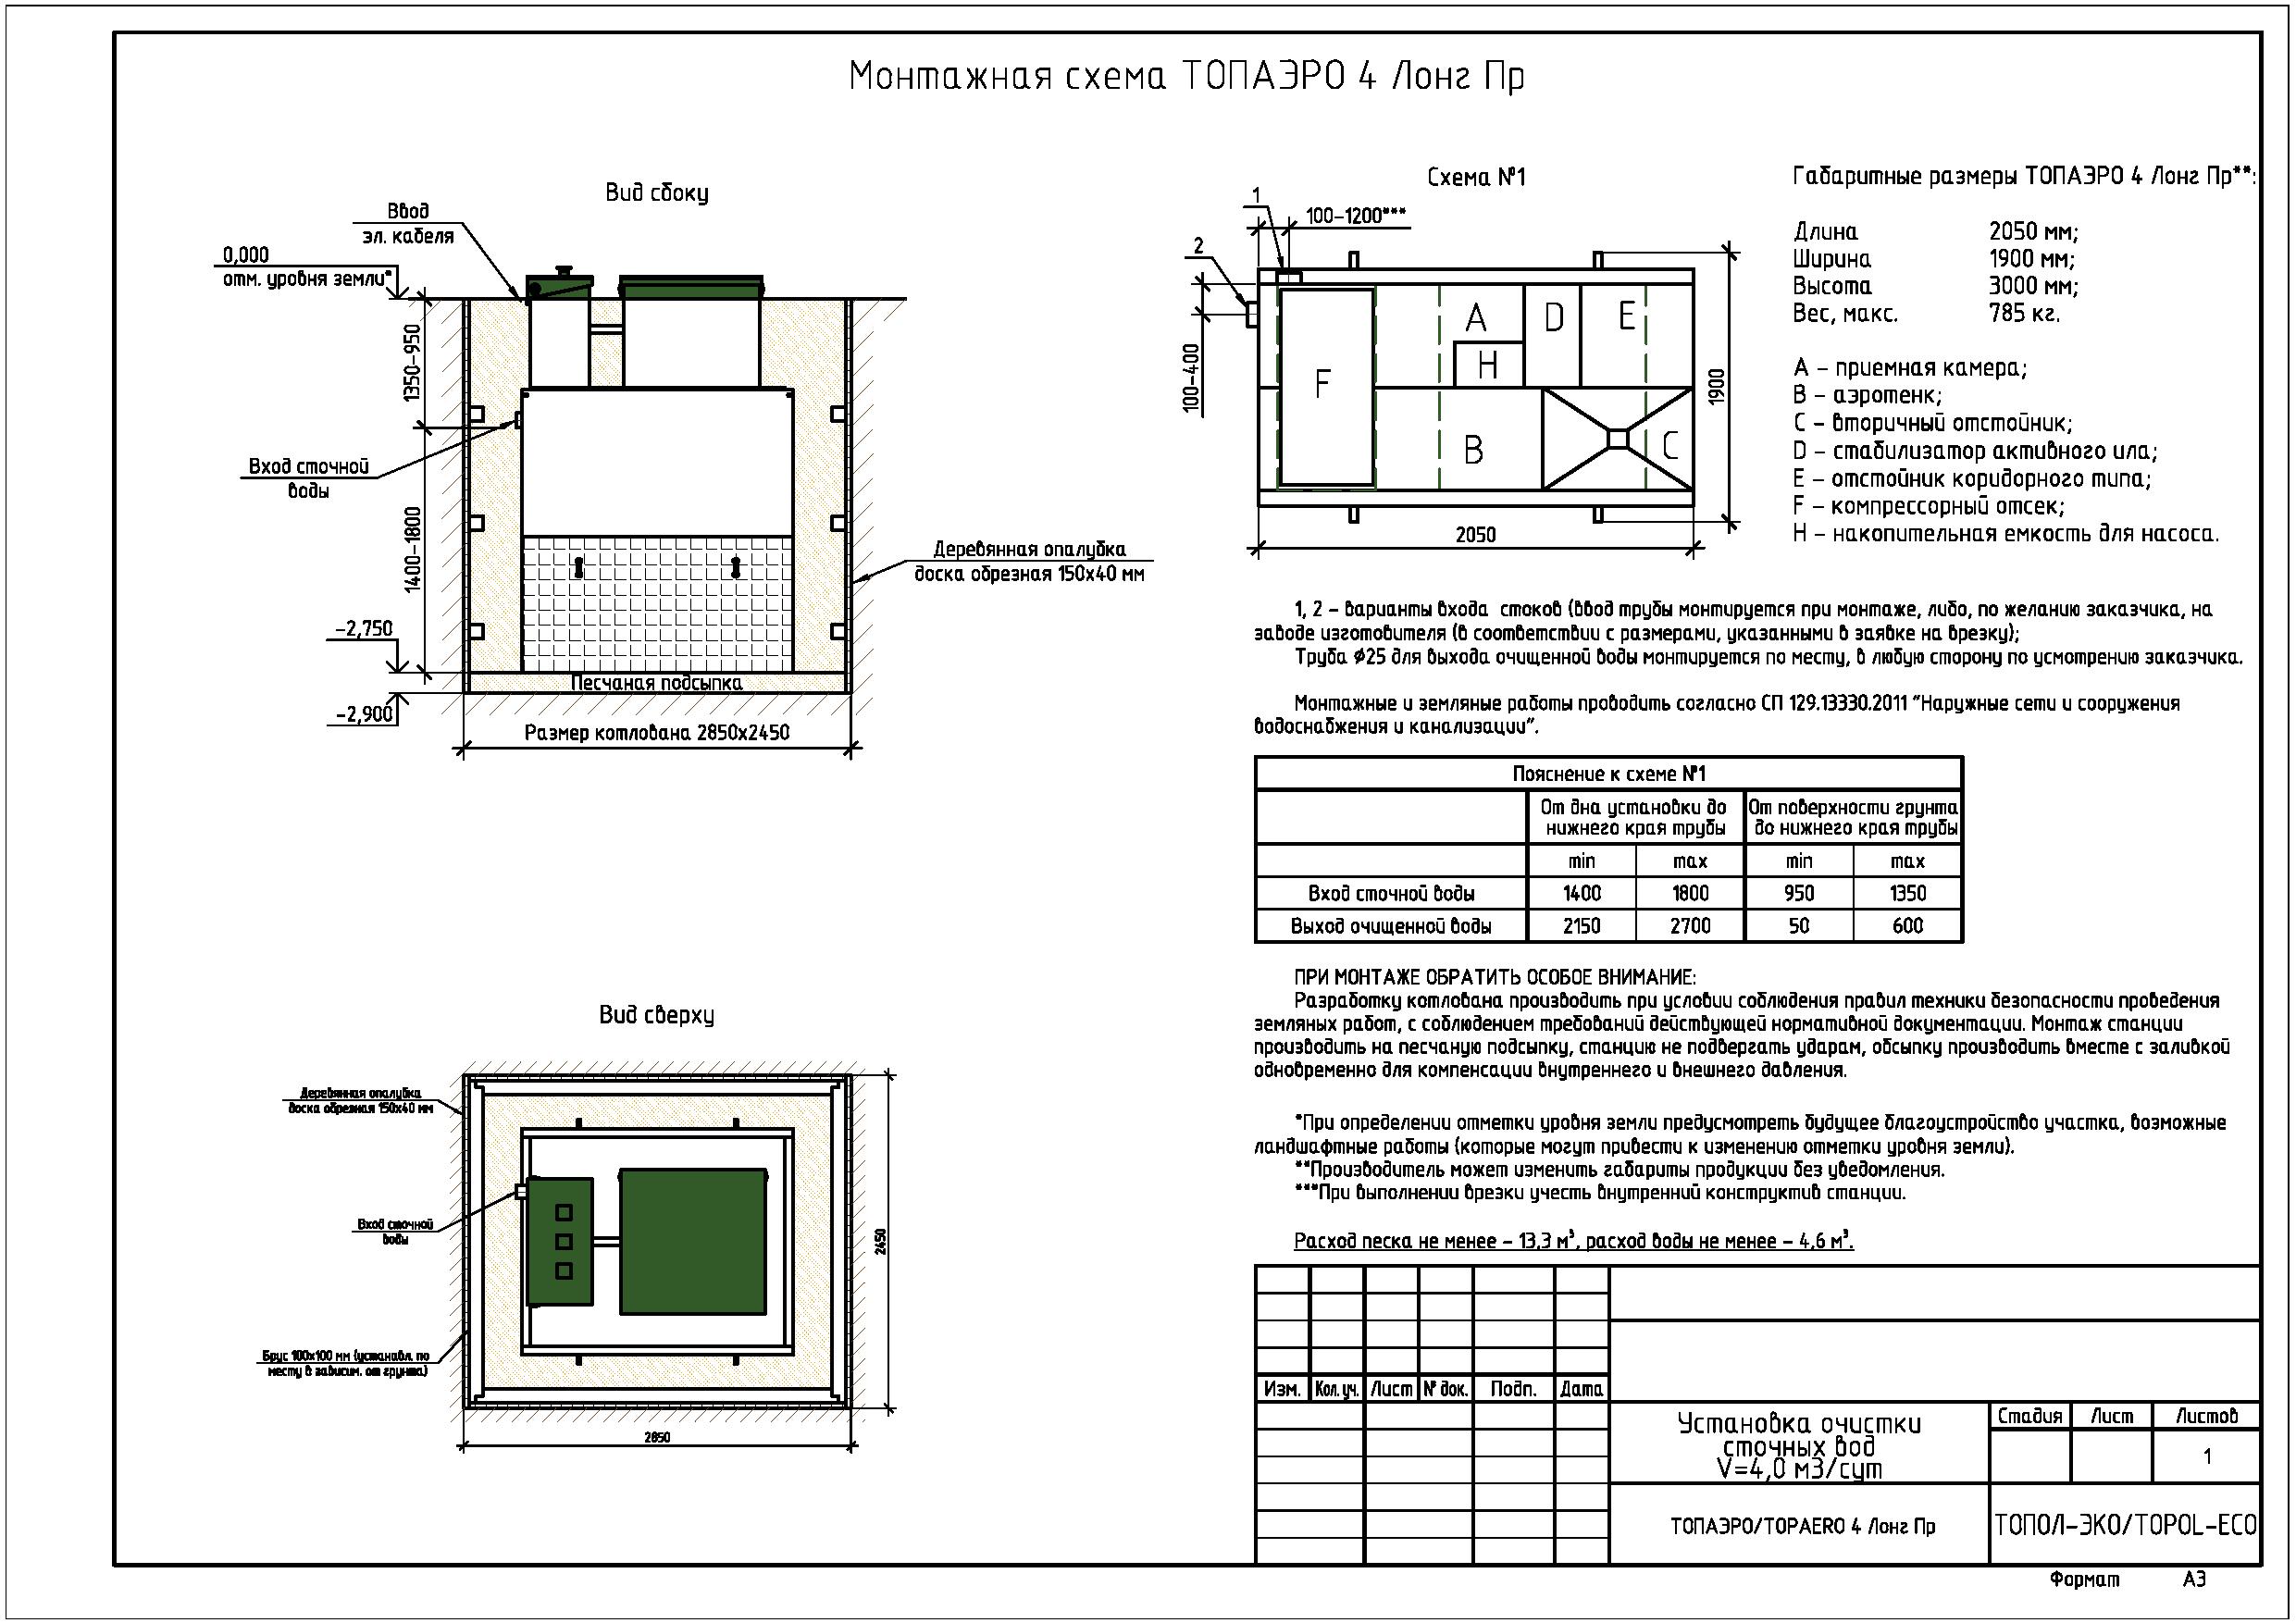 Монтажная схема ТОПАЭРО 4 Лонг Пр
Вид сбоку
Ввод
эл. кабеля
0,000
отм. уровня земли*
1350-950
Вход сточной
воды
1400-1800
Деревянная опалубка
доска обрезная 150х40 мм
-2,750
Песчаная подсыпка
-2,900
Размер котлована 2850х2450
Схема №1
1
100-1200***
2
100-400
A
D
E
H
F
B
C
1900
2050
Габаритные размеры ТОПАЭРО 4 Лонг Пр**:
Длина 2050 мм;
Ширина 1900 мм;
Высота 3000 мм;
Вес, макс. 785 кг.
A – приемная камера;
B – аэротенк;
C – вторичный отстойник;
D – стабилизатор активного ила;
E – отстойник коридорного типа;
F – компрессорный отсек;
H – накопительная емкость для насоса.
1, 2 – варианты входа стоков (ввод трубы монтируется при монтаже, либо, по желанию заказчика, на
заводе изготовителя (в соответствии с размерами, указанными в заявке на врезку);
Труба ⌀25 для выхода очищенной воды монтируется по месту, в любую сторону по усмотрению заказчика.
Монтажные и земляные работы проводить согласно СП 129.13330.2011 "Наружные сети и сооружения
водоснабжения и канализации".
Пояснение к схеме №1
От дна установки до
нижнего края трубы
От поверхности грунта
до нижнего края трубы
min max min max
Вход сточной воды 1400 1800 950 1350
Выход очищенной воды 2150 2700 50 600
ПРИ МОНТАЖЕ ОБРАТИТЬ ОСОБОЕ ВНИМАНИЕ:
Разработку котлована производить при условии соблюдения правил техники безопасности проведения
земляных работ, с соблюдением требований действующей нормативной документации. Монтаж станции
производить на песчаную подсыпку, станцию не подвергать ударам, обсыпку производить вместе с заливкой
одновременно для компенсации внутреннего и внешнего давления.
*При определении отметки уровня земли предусмотреть будущее благоустройство участка, возможные
ландшафтные работы (которые могут привести к изменению отметки уровня земли).
**Производитель может изменить габариты продукции без уведомления.
***При выполнении врезки учесть внутренний конструктив станции.
Расход песка не менее – 13,3 м³, расход воды не менее – 4,6 м³.
Вид сверху
Деревянная опалубка
доска обрезная 150х40 мм
Вход сточной
воды
Брус 100х100 мм (устанавл. по
месту в зависим. от грунта)
2450
2850
Изм. Кол. уч. Лист № док. Подп. Дата
Установка очистки
сточных вод
V=4,0 м3/сут
Стадия Лист Листов
1
ТОПАЭРО/TOPAERO 4 Лонг Пр
ТОПОЛ-ЭКО/TOPOL-ECO
Формат А3